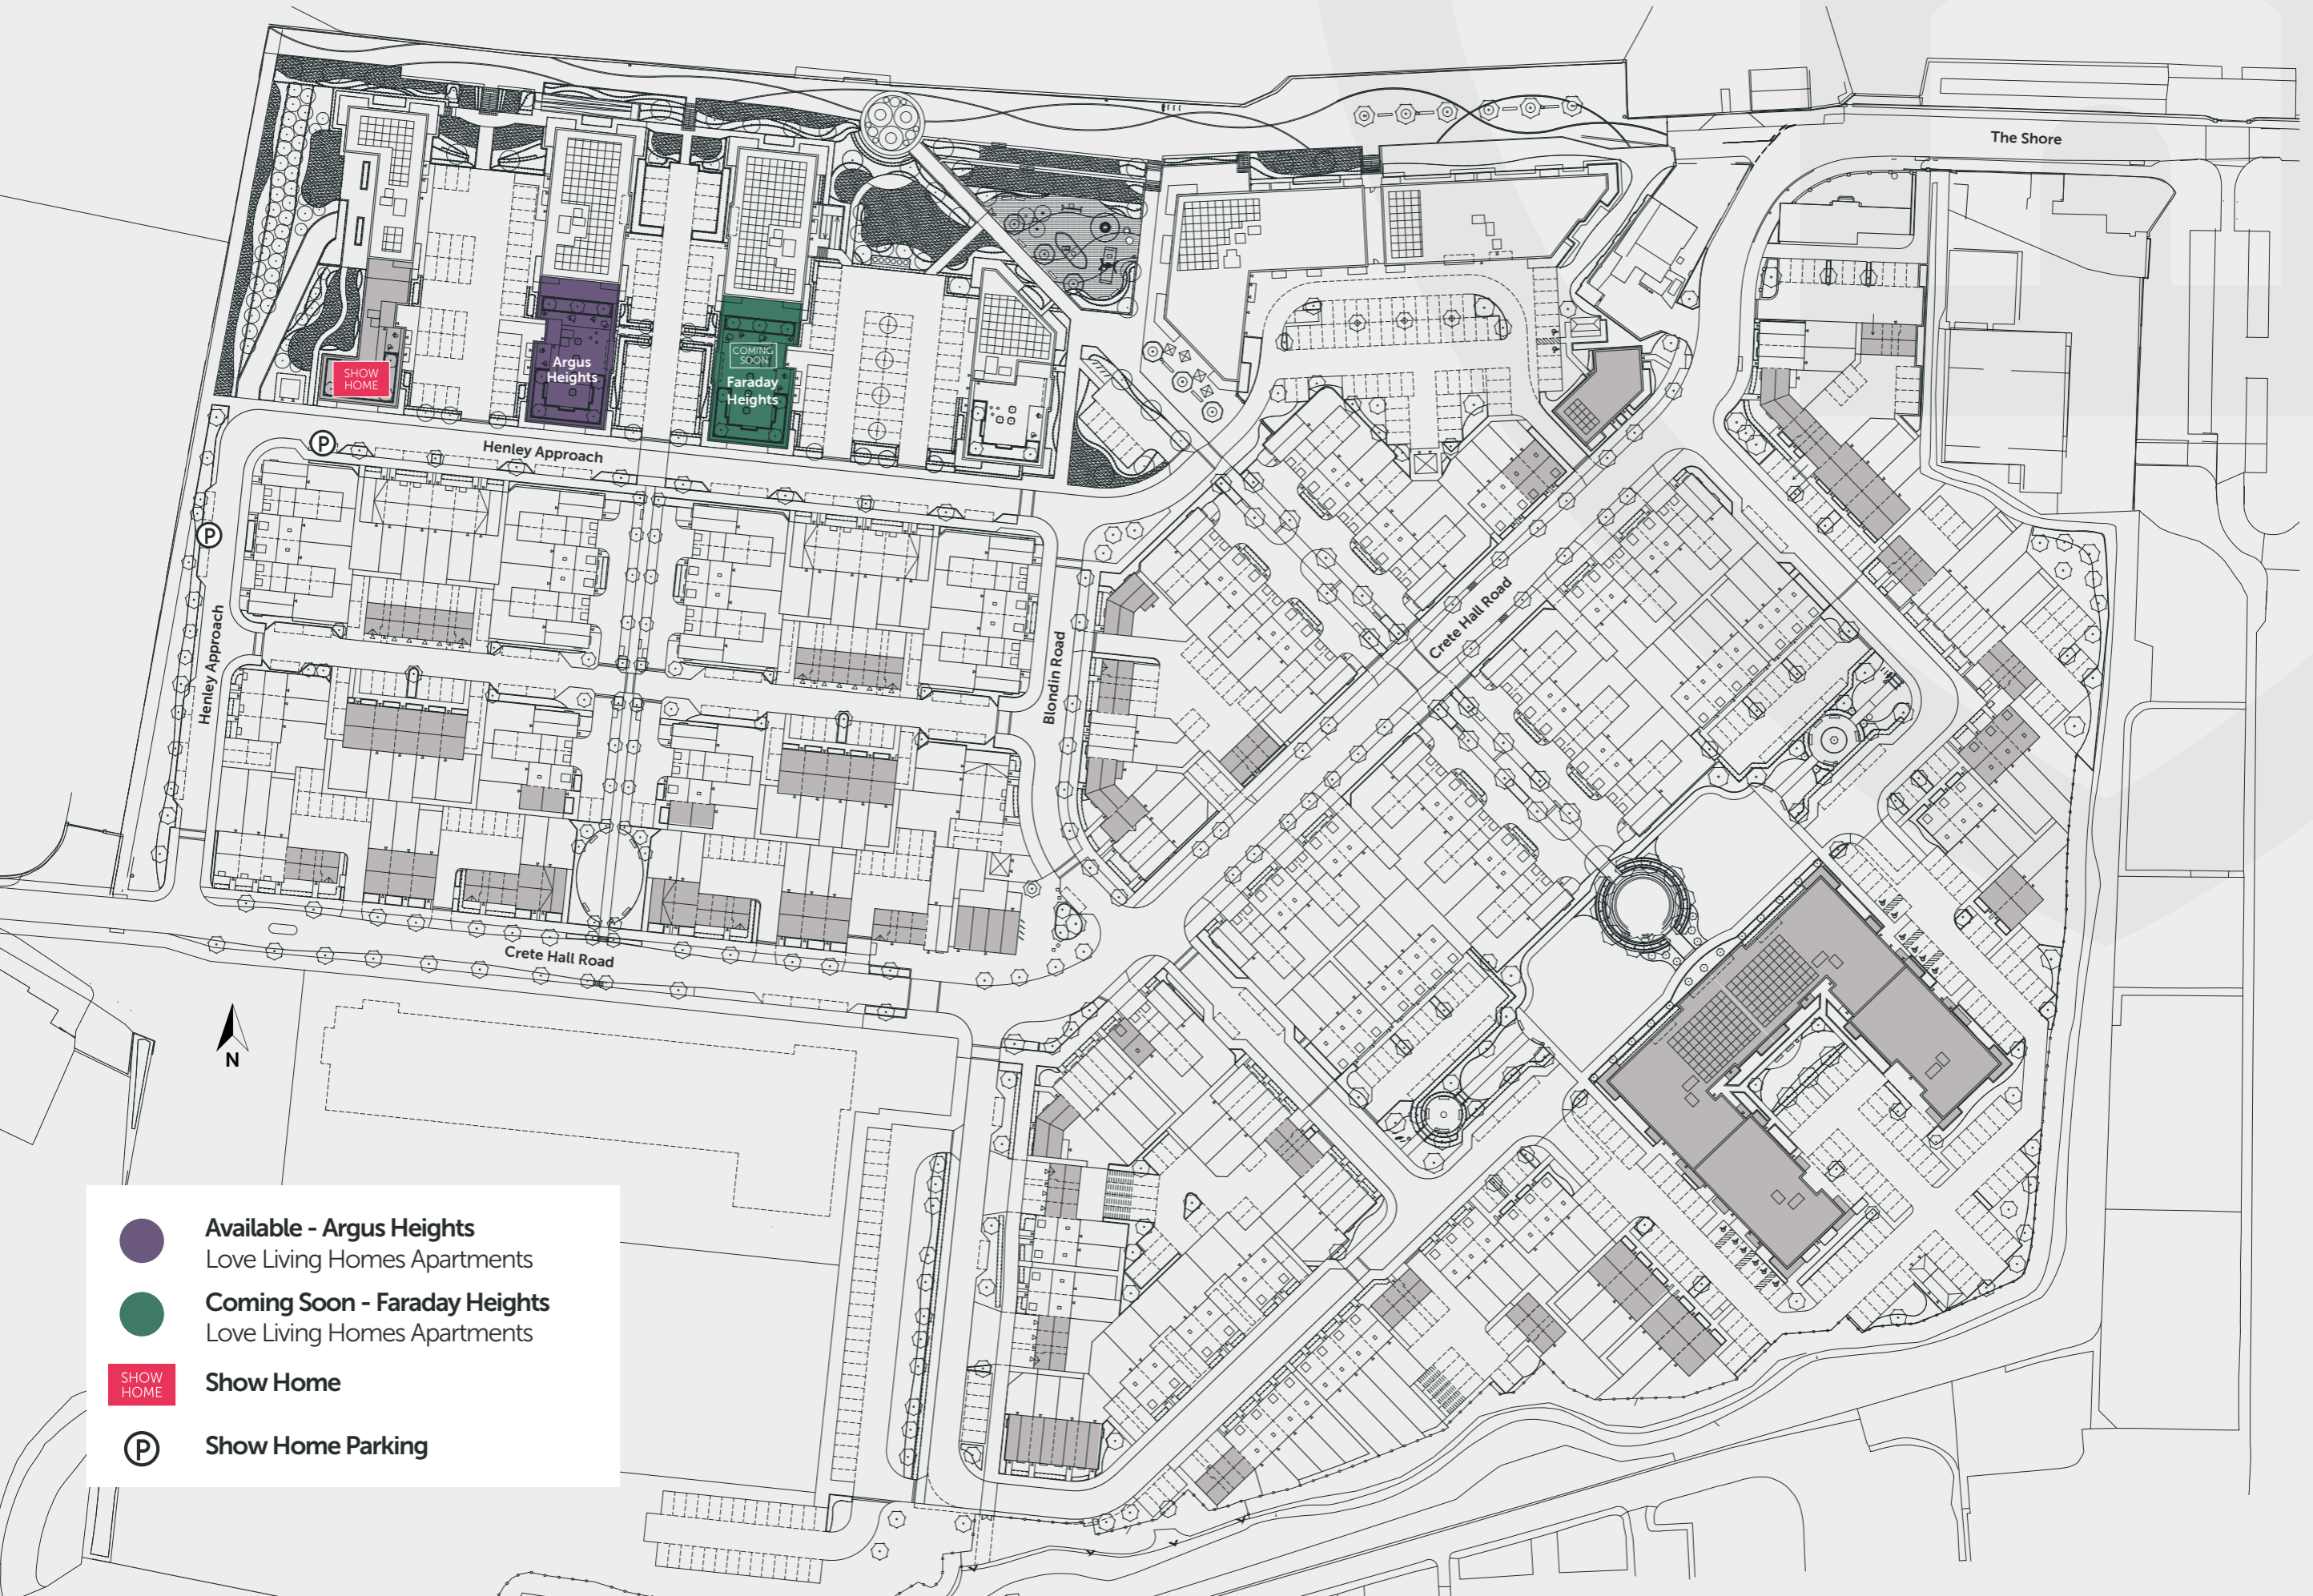 The Shore
SHOW
HOME
Argus
Heights
COMING
SOON
Faraday
Heights
P
Henley Approach
P
Henley Approach
Blondin Road
Crete Hall Road
Crete Hall Road
N
Available - Argus Heights
Love Living Homes Apartments
Coming Soon - Faraday Heights
Love Living Homes Apartments
SHOW
HOME
Show Home
P
Show Home Parking